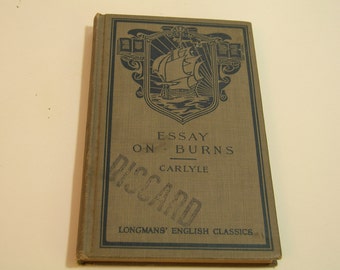 ESSAY
ON BURNS
CARLYLE
DISCARD
LONGMANS' ENGLISH CLASSICS